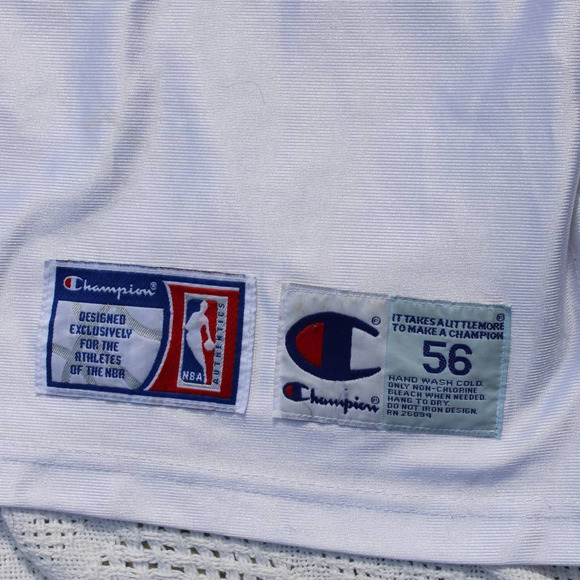 Champion®
DESIGNED
EXCLUSIVELY
FOR THE
ATHLETES
OF THE NBA
NBA
AUTHENTICS
®
Champion®
IT TAKES A LITTLE MORE
TO MAKE A CHAMPION
56
HAND WASH COLD.
ONLY NON-CHLORINE
BLEACH WHEN NEEDED.
HANG TO DRY.
DO NOT IRON DESIGN.
RN 26094